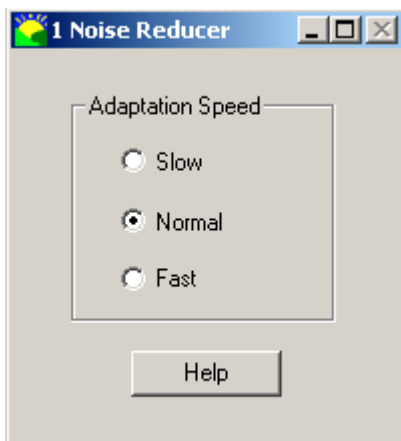 1 Noise Reducer
Adaptation Speed
Slow
Normal
Fast
Help